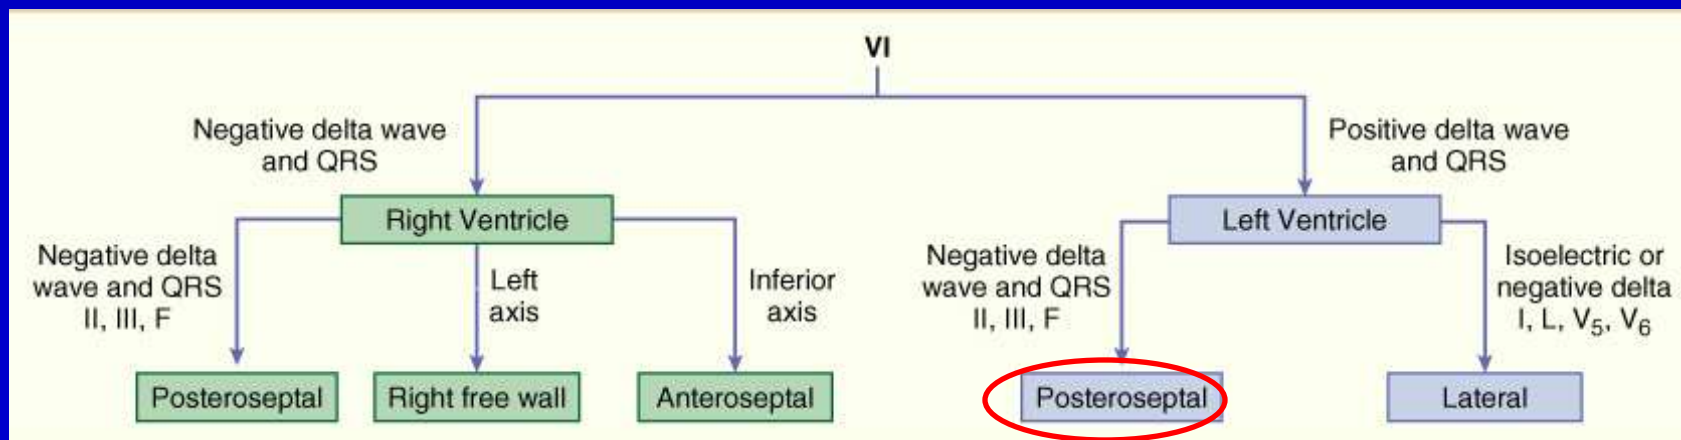 VI
Negative delta wave
and QRS
Positive delta wave
and QRS
Right Ventricle
Left Ventricle
Negative delta
wave and QRS
II, III, F
Left
axis
Inferior
axis
Negative delta
wave and QRS
II, III, F
Isoelectric or
negative delta
I, L, V5, V6
Posteroseptal
Right free wall
Anteroseptal
Posteroseptal
Lateral